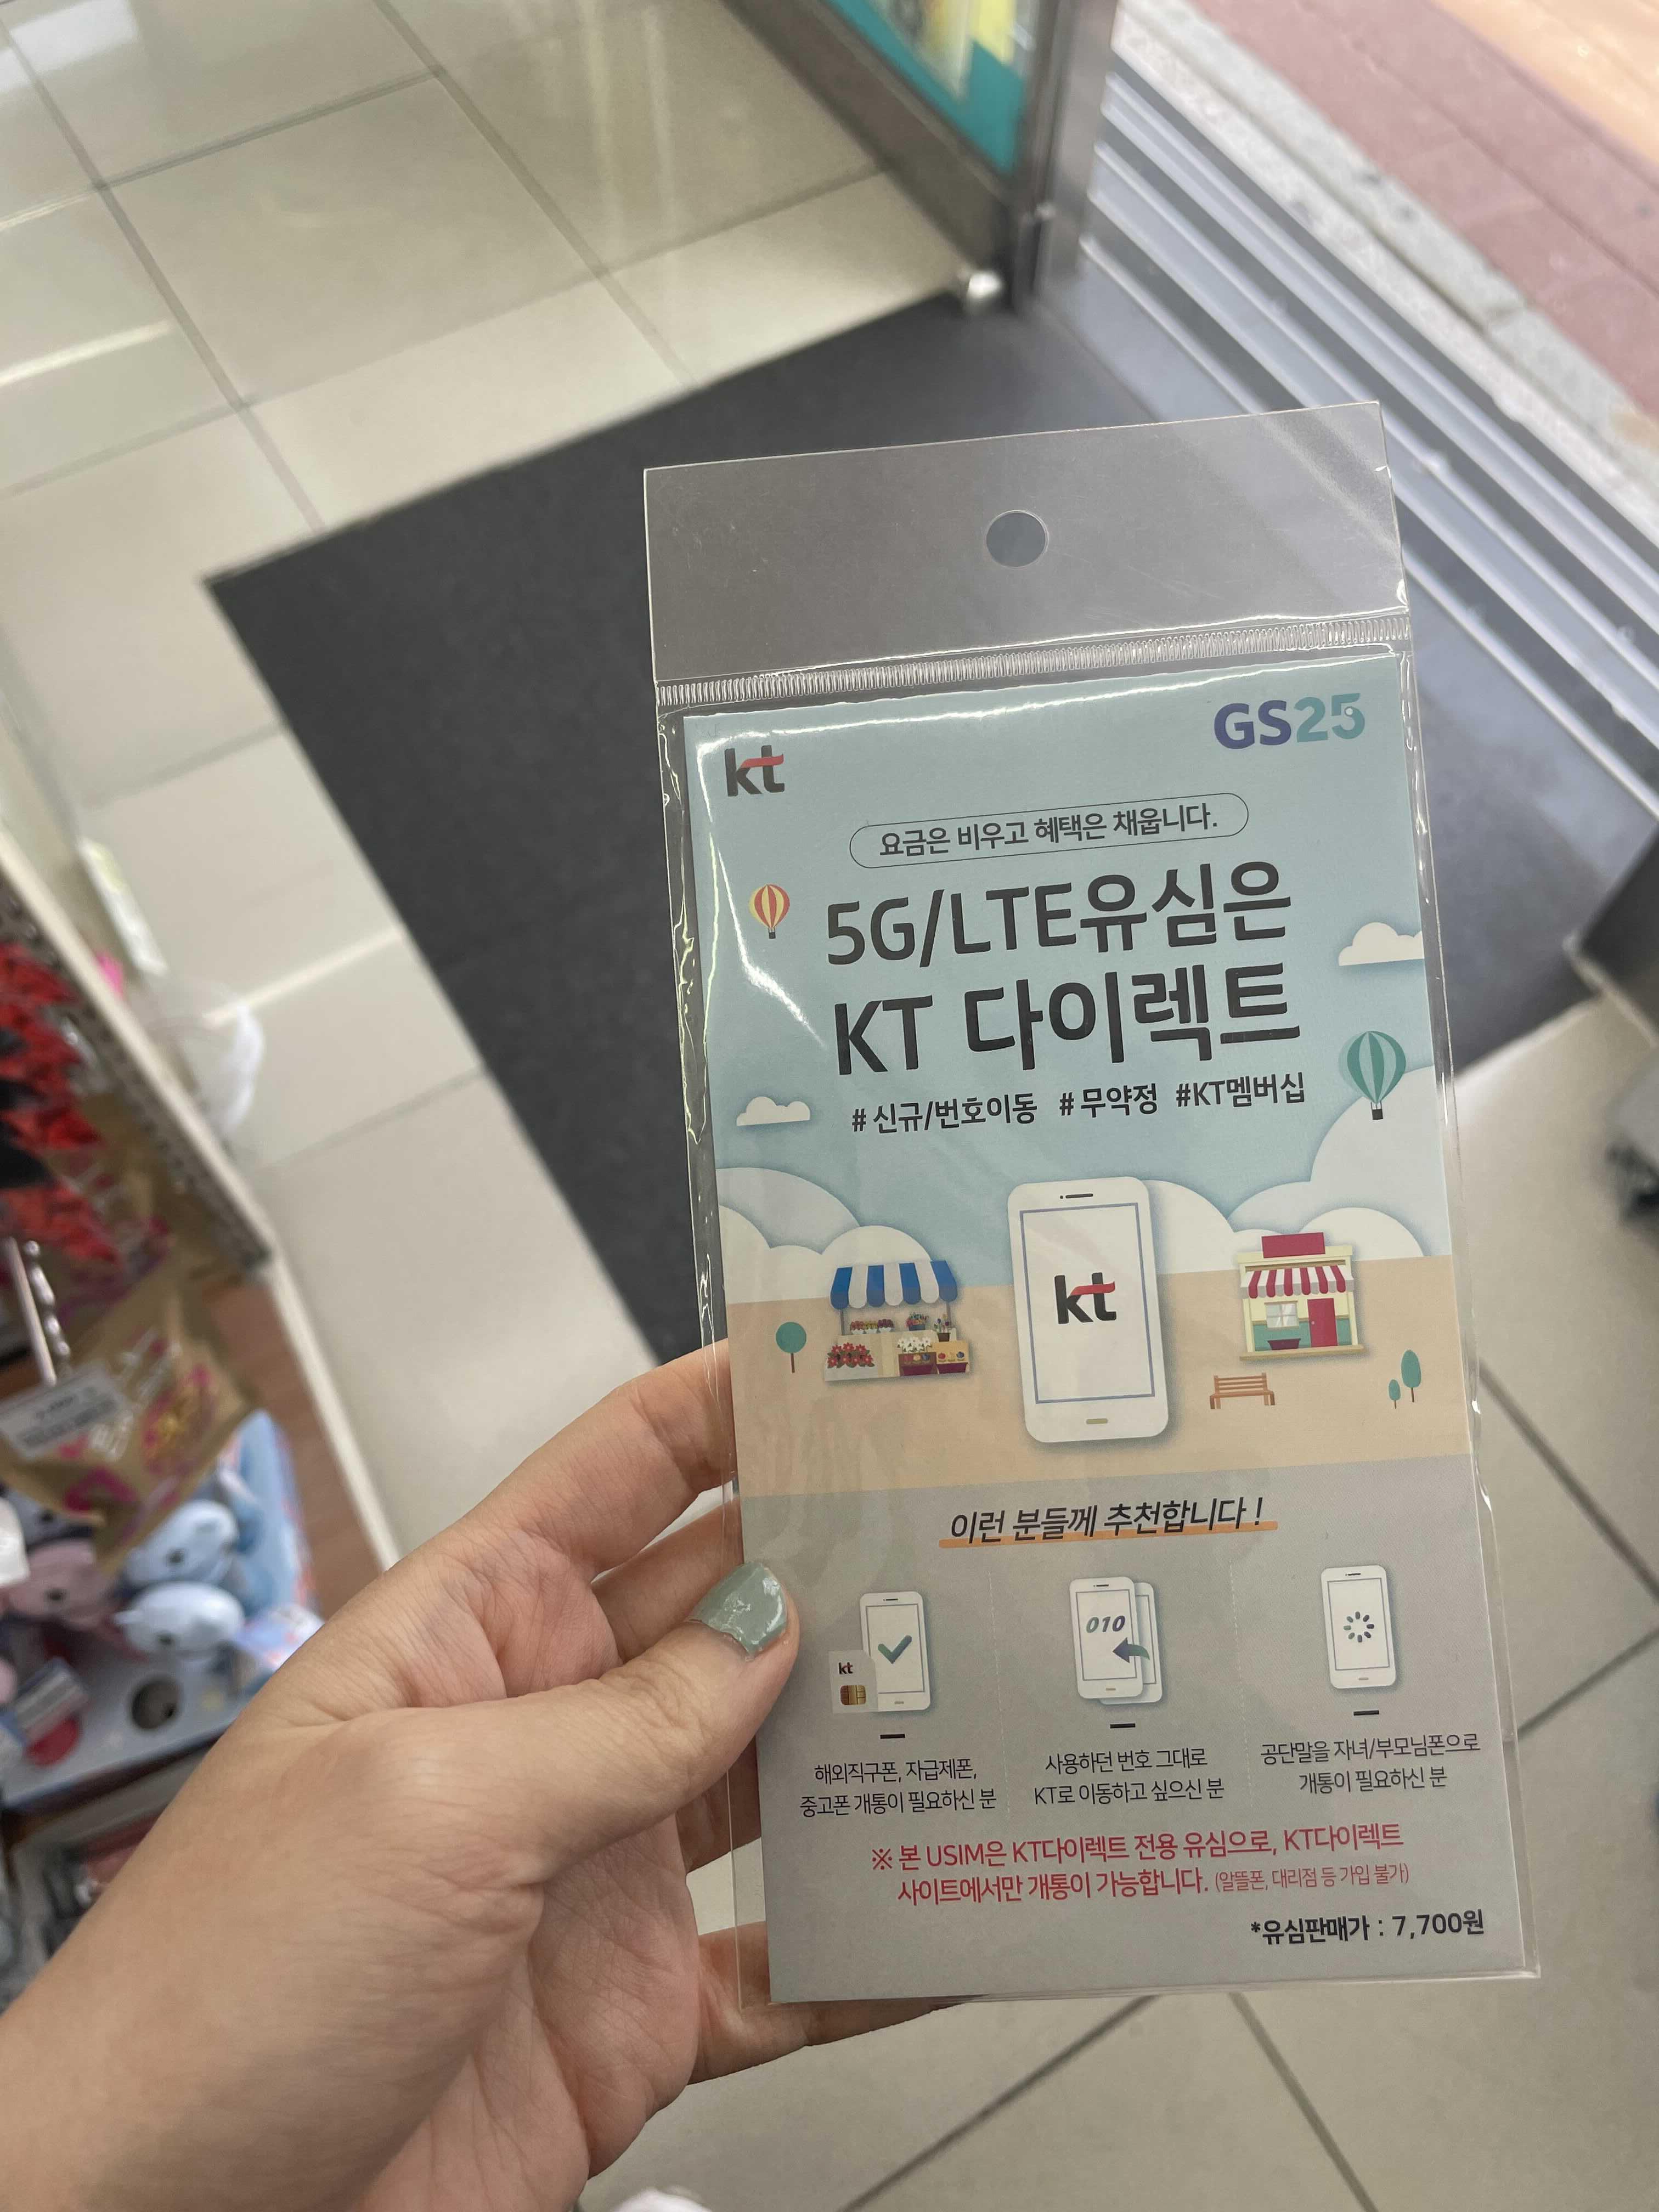 kt
GS25
요금은 비우고 혜택은 채웁니다.
5G/LTE유심은
KT 다이렉트
# 신규/번호이동 # 무약정 #KT멤버십
kt
이런 분들께 추천합니다!
kt
010
해외직구폰, 자급제폰,
중고폰 개통이 필요하신 분
사용하던 번호 그대로
KT로 이동하고 싶으신 분
공단말을 자녀/부모님폰으로
개통이 필요하신 분
※ 본 USIM은 KT다이렉트 전용 유심으로, KT다이렉트
사이트에서만 개통이 가능합니다. (알뜰폰, 대리점 등 가입 불가)
*유심판매가 : 7,700원